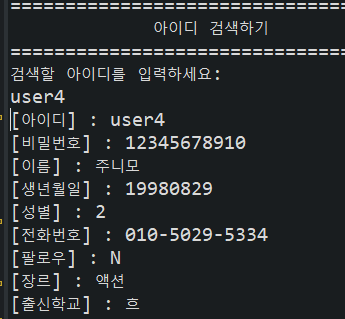 ==============================
아이디 검색하기
==============================
검색할 아이디를 입력하세요:
user4
[아이디] : user4
[비밀번호] : 12345678910
[이름] : 주니모
[생년월일] : 19980829
[성별] : 2
[전화번호] : 010-5029-5334
[팔로우] : N
[장르] : 액션
[출신학교] : 흐